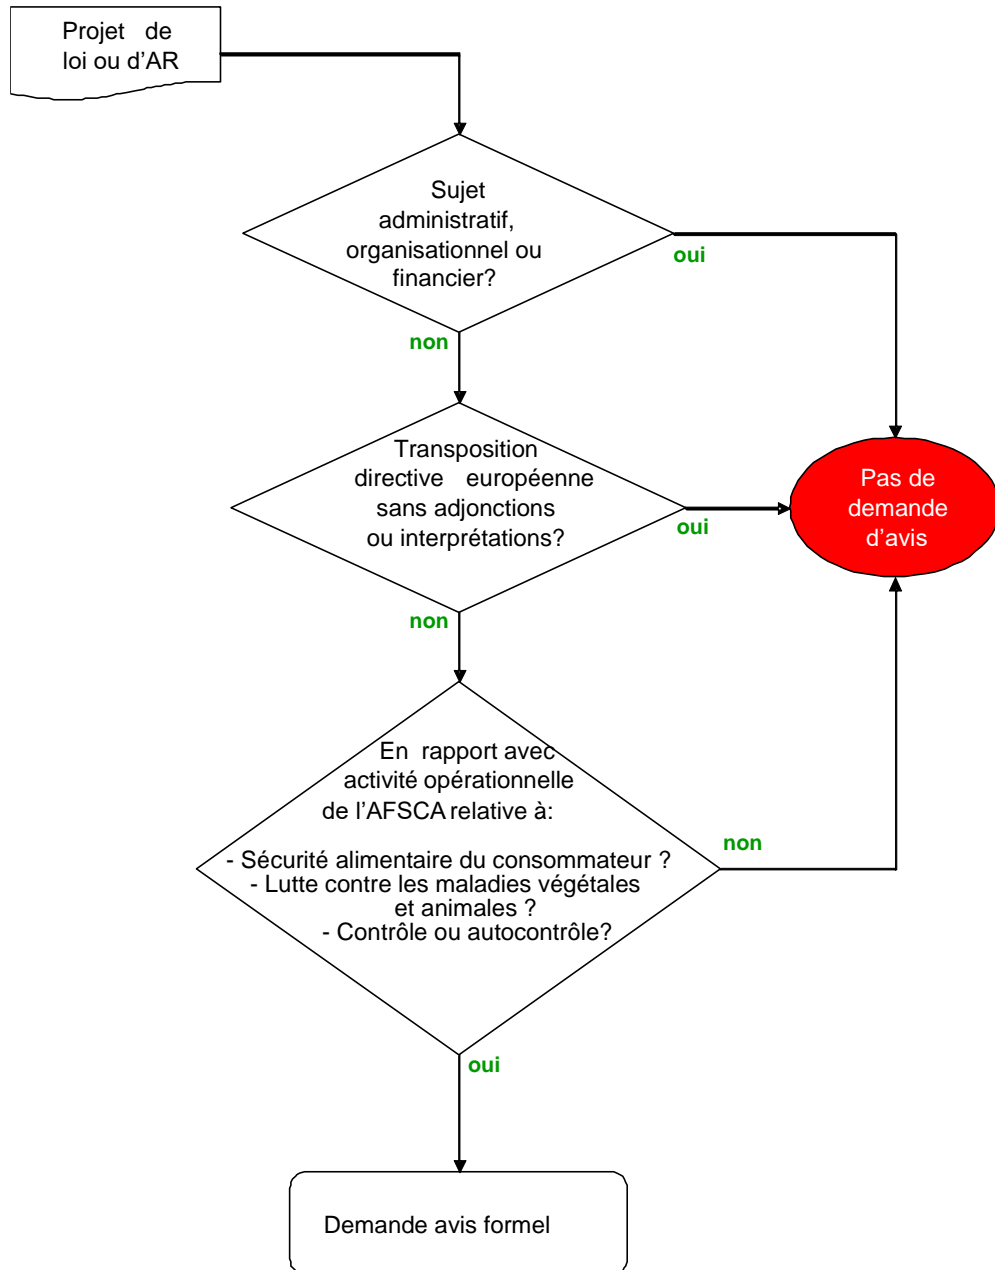 Projet de
loi ou d'AR
Sujet
administratif,
organisationnel ou
financier?
oui
non
Transposition
directive européenne
sans adjonctions
ou interprétations?
oui
Pas de
demande
d'avis
non
En rapport avec
activité opérationnelle
de l'AFSCA relative à:
- Sécurité alimentaire du consommateur ?
- Lutte contre les maladies végétales
et animales ?
- Contrôle ou autocontrôle?
non
oui
Demande avis formel